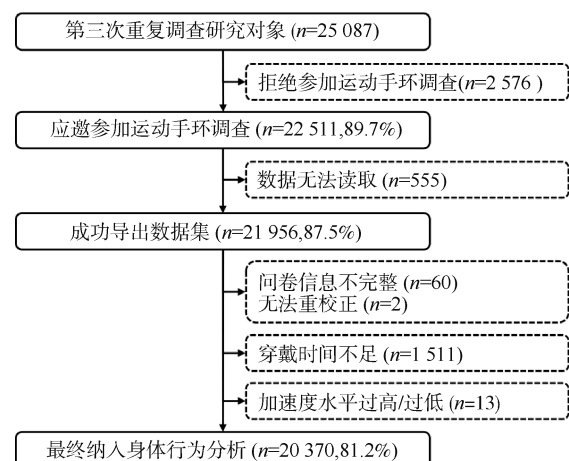 第三次重复调查研究对象 (n=25 087)
拒绝参加运动手环调查(n=2 576 )
应邀参加运动手环调查 (n=22 511,89.7%)
数据无法读取 (n=555)
成功导出数据集 (n=21 956,87.5%)
问卷信息不完整 (n=60)
无法重校正 (n=2)
穿戴时间不足 (n=1 511)
加速度水平过高/过低 (n=13)
最终纳入身体行为分析 (n=20 370,81.2%)